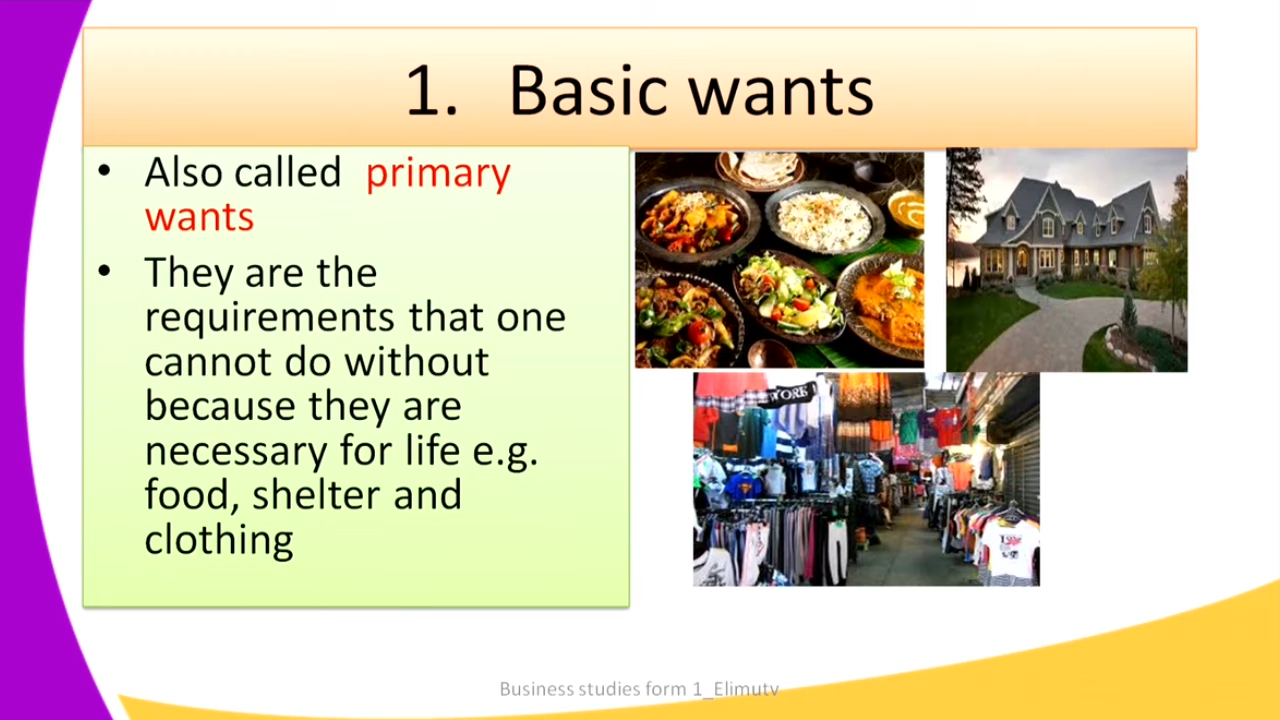 1. Basic wants
• Also called primary
wants
• They are the
requirements that one
cannot do without
because they are
necessary for life e.g.
food, shelter and
clothing
WORK
Business studies form 1_Elimutv